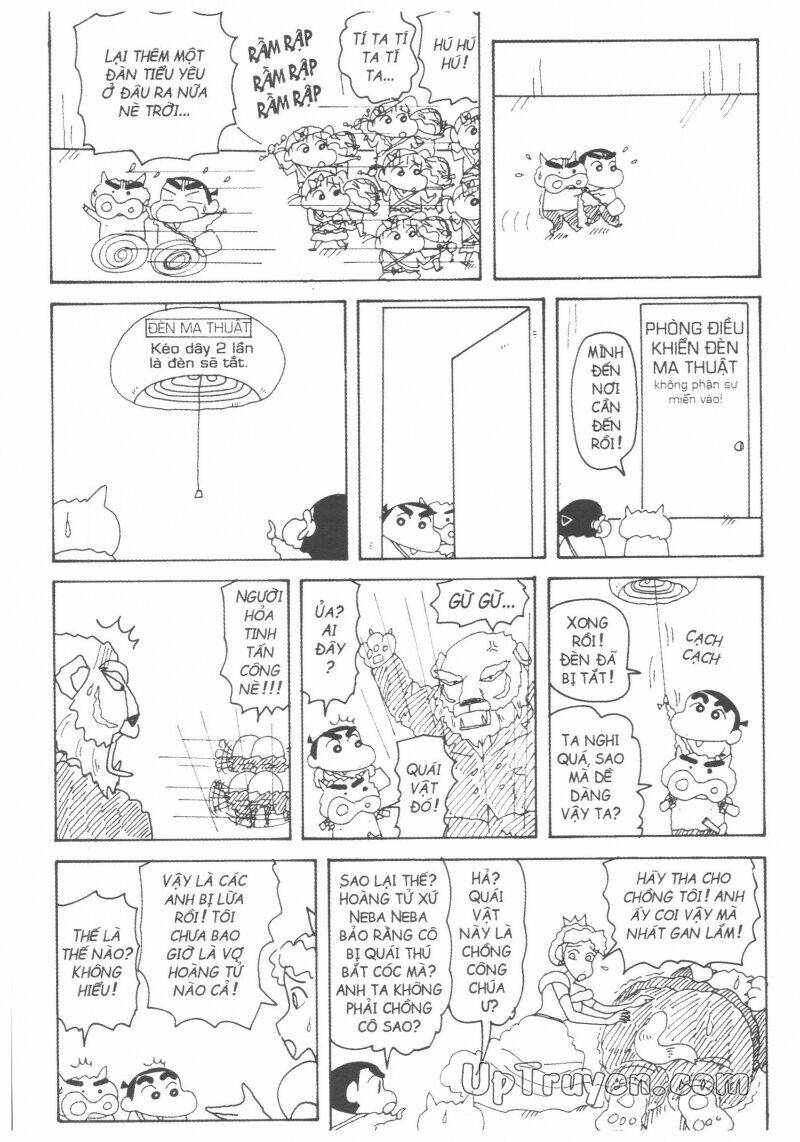 HÚ HÚ
HÚ!
TÍ TA TÍ
TA TÍ
TA...
RẦM RẬP
RẦM RẬP
RẦM RẬP
LẠI THÊM MỘT
ĐÀN TIỂU YÊU
Ở ĐÂU RA NỮA
NÈ TRỜI...
PHÒNG ĐIỀU
KHIỂN ĐÈN
MA THUẬT
không phận sự
miễn vào!
MÌNH
ĐẾN
NƠI
CẦN
ĐẾN
RỒI!
ĐÈN MA THUẬT
Kéo dây 2 lần
là đèn sẽ tắt.
CẠCH
CẠCH
XONG
RỒI!
ĐÈN ĐÃ
BỊ TẮT!
TA NGHI
QUÁ, SAO
MÀ DỄ
DÀNG
VẬY TA?
GỪ GỪ...
ỦA?
AI
ĐÂY
?
QUÁI
VẬT
ĐÓ!
NGƯỜI
HỎA
TINH
TẤN
CÔNG
NÈ!!!
HÃY THA CHO
CHỒNG TÔI! ANH
ẤY COI VẬY MÀ
NHÁT GAN LẮM!
HẢ?
QUÁI
VẬT
NÀY LÀ
CHỒNG
CÔNG
CHÚA
Ư?
SAO LẠI THẾ?
HOÀNG TỬ XỨ
NEBA NEBA
BẢO RẰNG CÔ
BỊ QUÁI THÚ
BẮT CÓC MÀ?
ANH TA KHÔNG
PHẢI CHỒNG
CÔ SAO?
VẬY LÀ CÁC
ANH BỊ LỪA
RỒI! TÔI
CHƯA BAO
GIỜ LÀ VỢ
HOÀNG TỬ
NÀO CẢ!
THẾ LÀ
THẾ NÀO?
KHÔNG
HIỂU!
UpTruyen.com